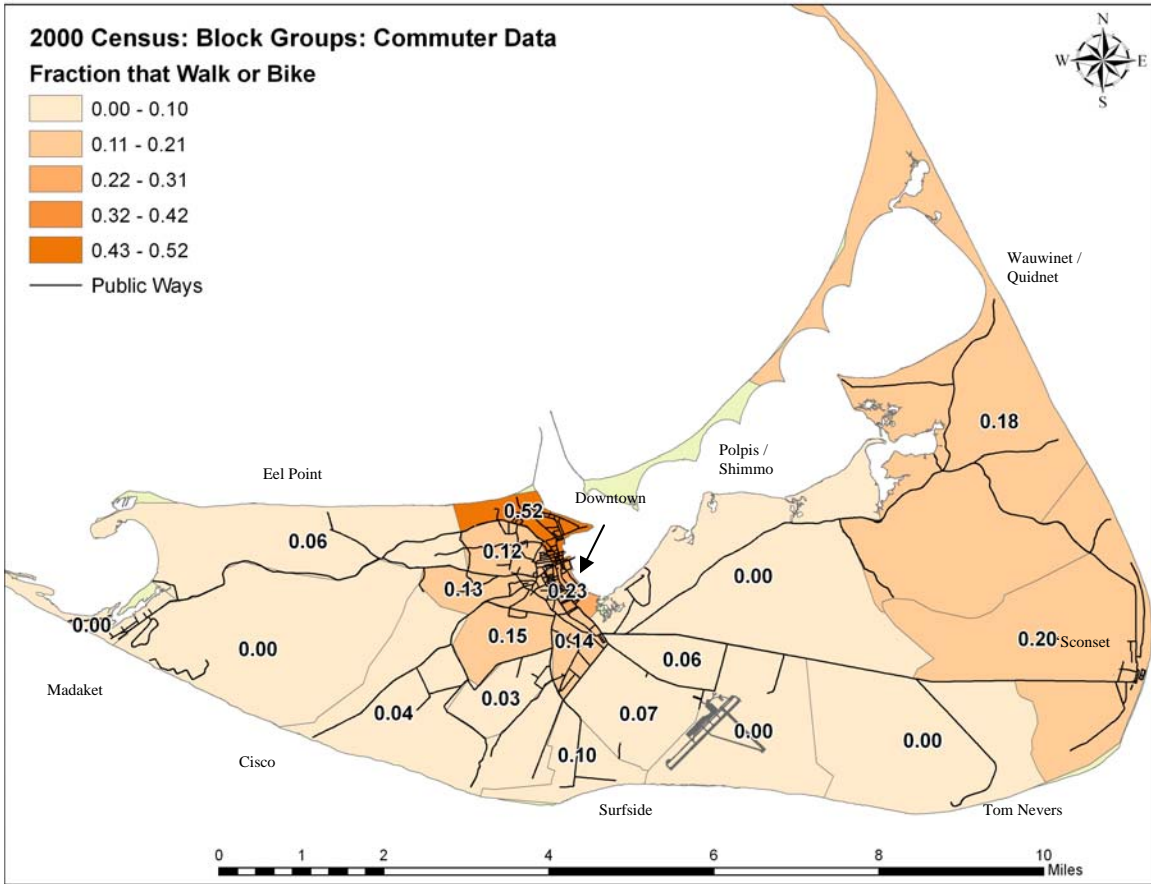 2000 Census: Block Groups: Commuter Data
Fraction that Walk or Bike
0.00 - 0.10
0.11 - 0.21
0.22 - 0.31
0.32 - 0.42
0.43 - 0.52
Public Ways
N
W E
S
Wauwinet /
Quidnet
0.18
Polpis /
Shimmo
Eel Point
Downtown
0.52
0.06
0.12
0.00
0.13
0.23
0.00
0.00
0.15
0.14
0.06
0.20
'Sconset
Madaket
0.04
0.03
0.07
0.00
0.00
0.10
Cisco
Surfside
Tom Nevers
0 1 2 4 6 8 10
Miles